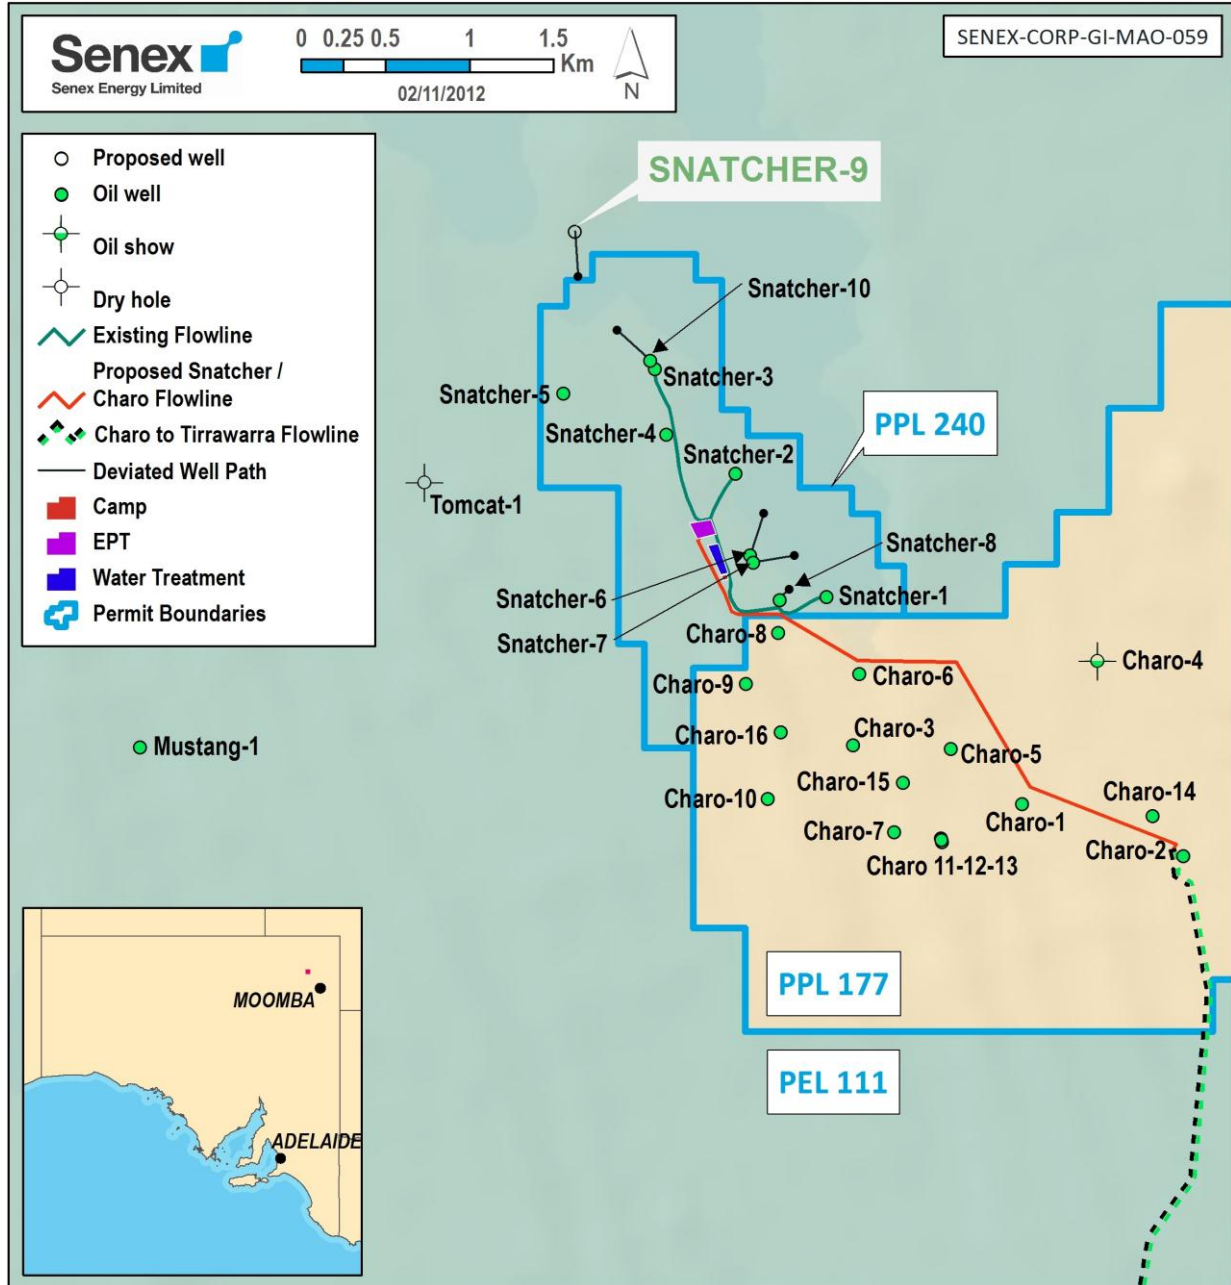 Senex
Senex Energy Limited
0 0.25 0.5 1 1.5
Km
02/11/2012
N
SENEX-CORP-GI-MAO-059
Proposed well
Oil well
Oil show
Dry hole
Existing Flowline
Proposed Snatcher /
Charo Flowline
Charo to Tirrawarra Flowline
Deviated Well Path
Camp
EPT
Water Treatment
Permit Boundaries
SNATCHER-9
Snatcher-10
Snatcher-3
Snatcher-5
Snatcher-4
Snatcher-2
PPL 240
Tomcat-1
Snatcher-8
Snatcher-6
Snatcher-1
Snatcher-7
Charo-8
Charo-4
Charo-6
Charo-9
Charo-16
Charo-3
Mustang-1
Charo-5
Charo-15
Charo-10
Charo-14
Charo-1
Charo-7
Charo-2
Charo 11-12-13
PPL 177
PEL 111
MOOMBA
ADELAIDE